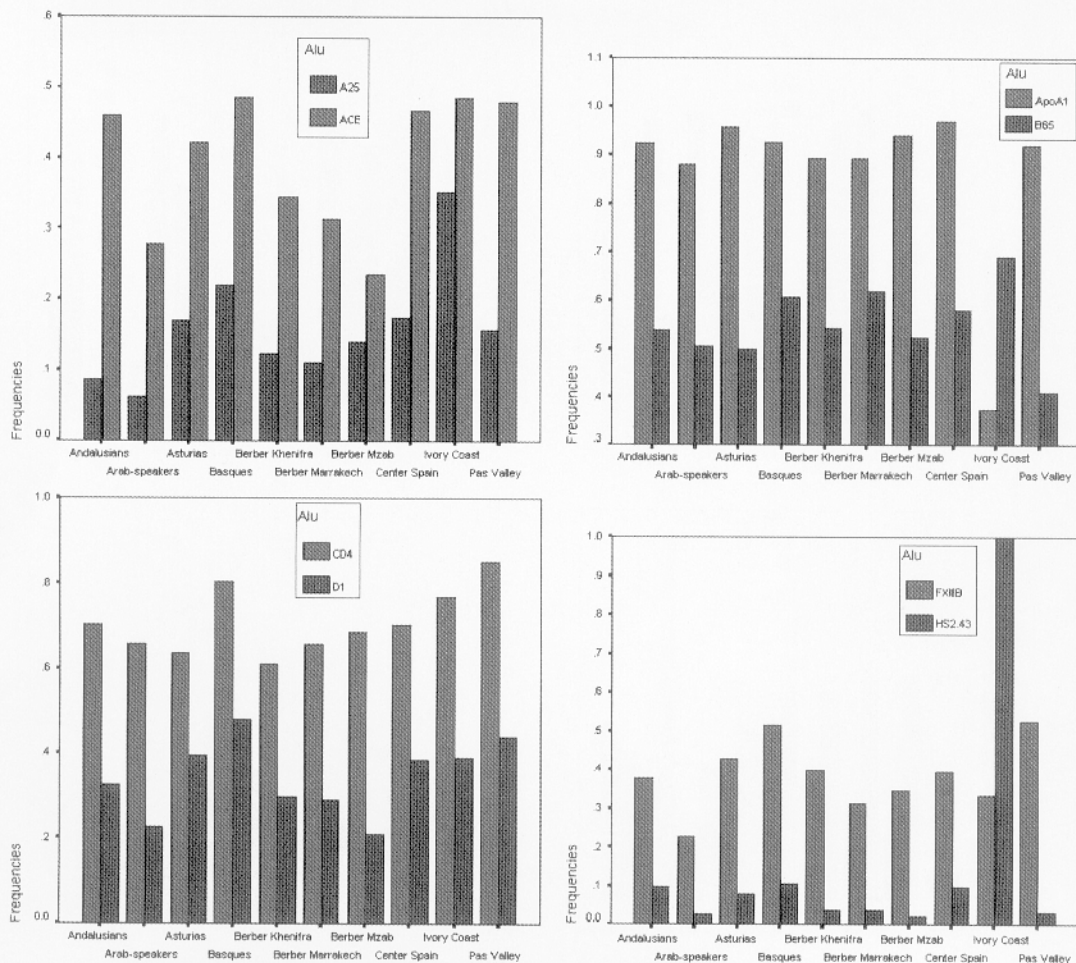 .6
.5
.4
.3
.2
.1
0.0
Frequencies
Alu
A25
ACE
Andalusians
Asturias
Berber Khenifra
Berber Mzab
Ivory Coast
Arab-speakers
Basques
Berber Marrakech
Center Spain
Pas Valley
1.1
1.0
.9
.8
.7
.6
.5
.4
.3
Frequencies
Alu
ApoA1
B65
Andalusians
Asturias
Berber Khenifra
Berber Mzab
Ivory Coast
Arab-speakers
Basques
Berber Marrakech
Center Spain
Pas Valley
1.0
.8
.6
.4
.2
0.0
Frequencies
Alu
CD4
D1
Andalusians
Asturias
Berber Khenifra
Berber Mzab
Ivory Coast
Arab-speakers
Basques
Berber Marrakech
Center Spain
Pas Valley
1.0
.9
.8
.7
.6
.5
.4
.3
.2
.1
0.0
Frequencies
Alu
FXIIIB
HS2.43
Andalusians
Asturias
Berber Khenifra
Berber Mzab
Ivory Coast
Arab-speakers
Basques
Berber Marrakech
Center Spain
Pas Valley